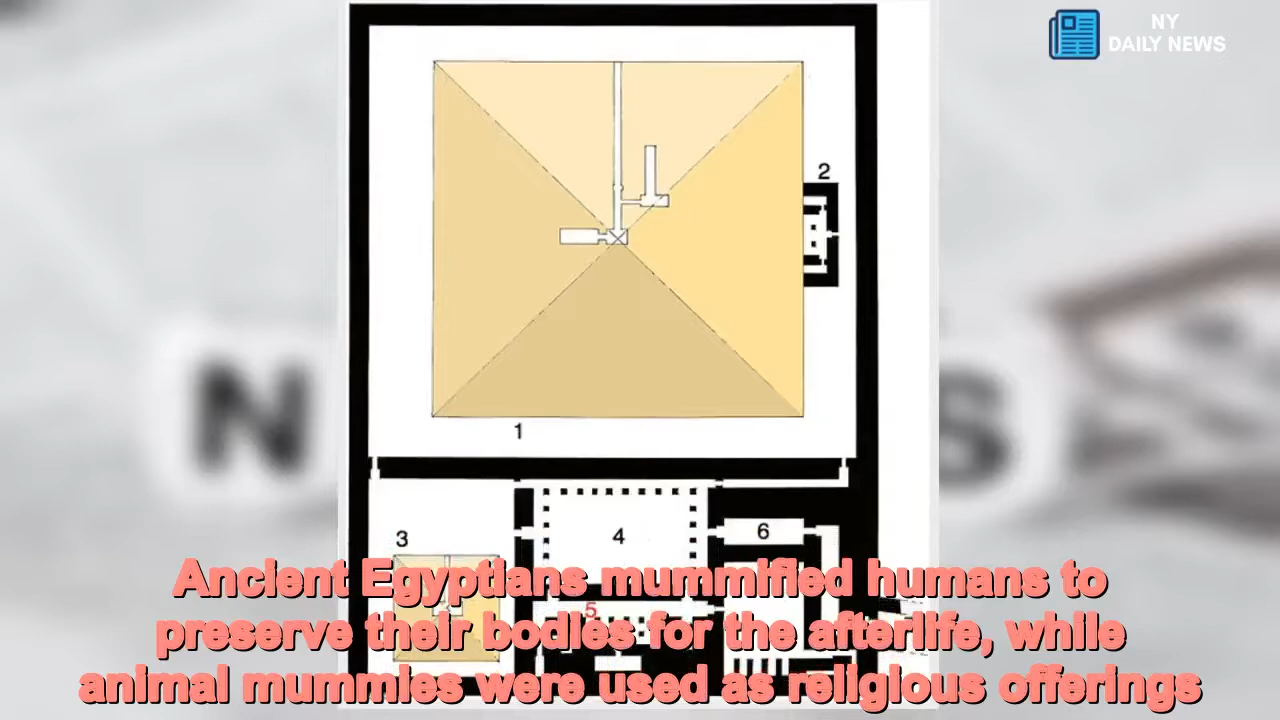 NY
DAILY NEWS
2
1
3
4
6
5
N
S
Ancient Egyptians mummified humans to
preserve their bodies for the afterlife, while
animal mummies were used as religious offerings